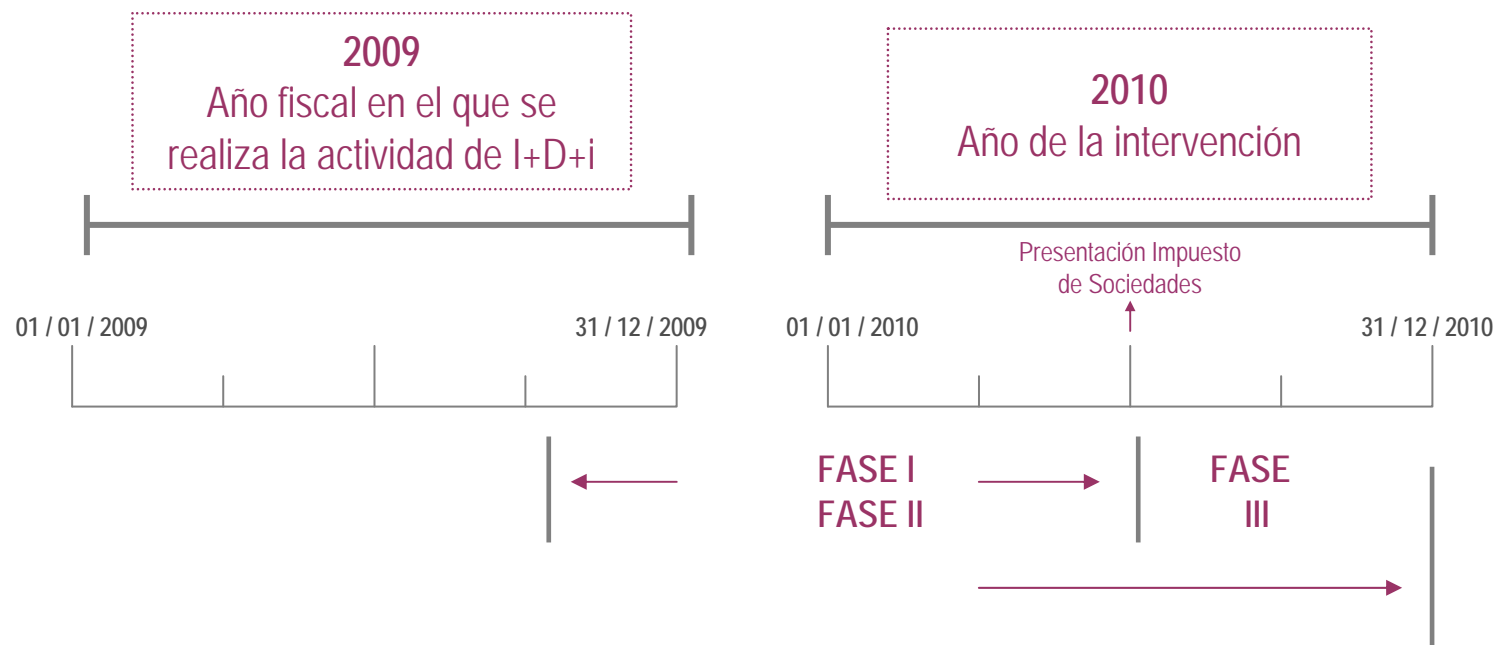 2009
Año fiscal en el que se
realiza la actividad de I+D+i
2010
Año de la intervención
Presentación Impuesto
de Sociedades
01 / 01 / 2009
31 / 12 / 2009
01 / 01 / 2010
31 / 12 / 2010
FASE I
FASE II
FASE
III